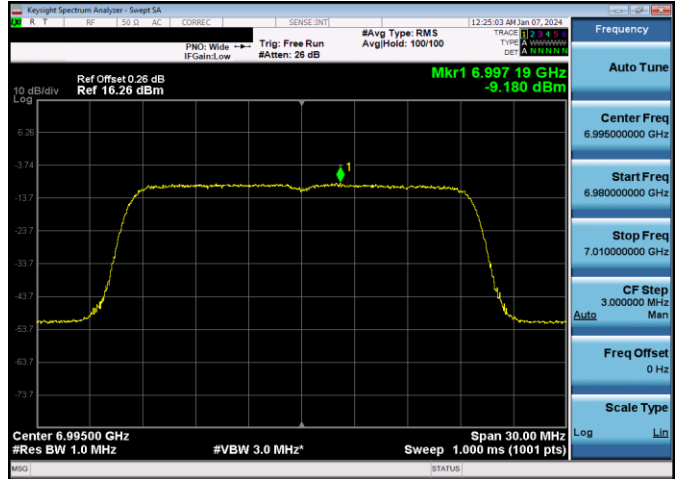 Keysight Spectrum Analyzer - Swept SA
R T RF 50 Ω AC CORREC SENSE:INT 12:25:03 AM Jan 07, 2024
PNO: Wide
IFGain:Low
Trig: Free Run
#Atten: 26 dB
#Avg Type: RMS
Avg|Hold: 100/100
TRACE 1 2 3 4 5 6
TYPE A WWWWW
DET A N N N N N
Ref Offset 0.26 dB
10 dB/div Ref 16.26 dBm
Log
Mkr1 6.997 19 GHz
-9.180 dBm
6.26
-3.74
-13.7
-23.7
-33.7
-43.7
-53.7
-63.7
-73.7
1
Center 6.99500 GHz Span 30.00 MHz
#Res BW 1.0 MHz #VBW 3.0 MHz* Sweep 1.000 ms (1001 pts)
MSG STATUS
Frequency
Auto Tune
Center Freq
6.995000000 GHz
Start Freq
6.980000000 GHz
Stop Freq
7.010000000 GHz
CF Step
3.000000 MHz
Auto Man
Freq Offset
0 Hz
Scale Type
Log Lin